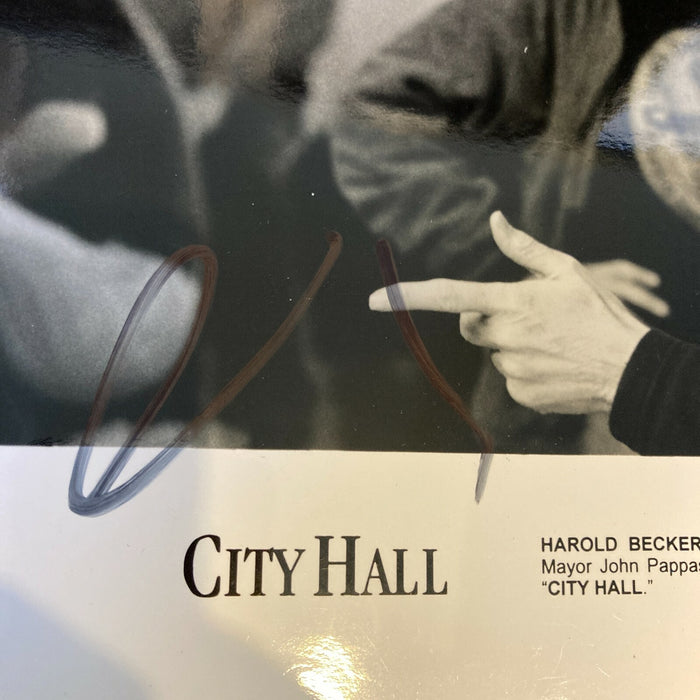 CITY HALL
HAROLD BECKER
Mayor John Pappas
"CITY HALL."